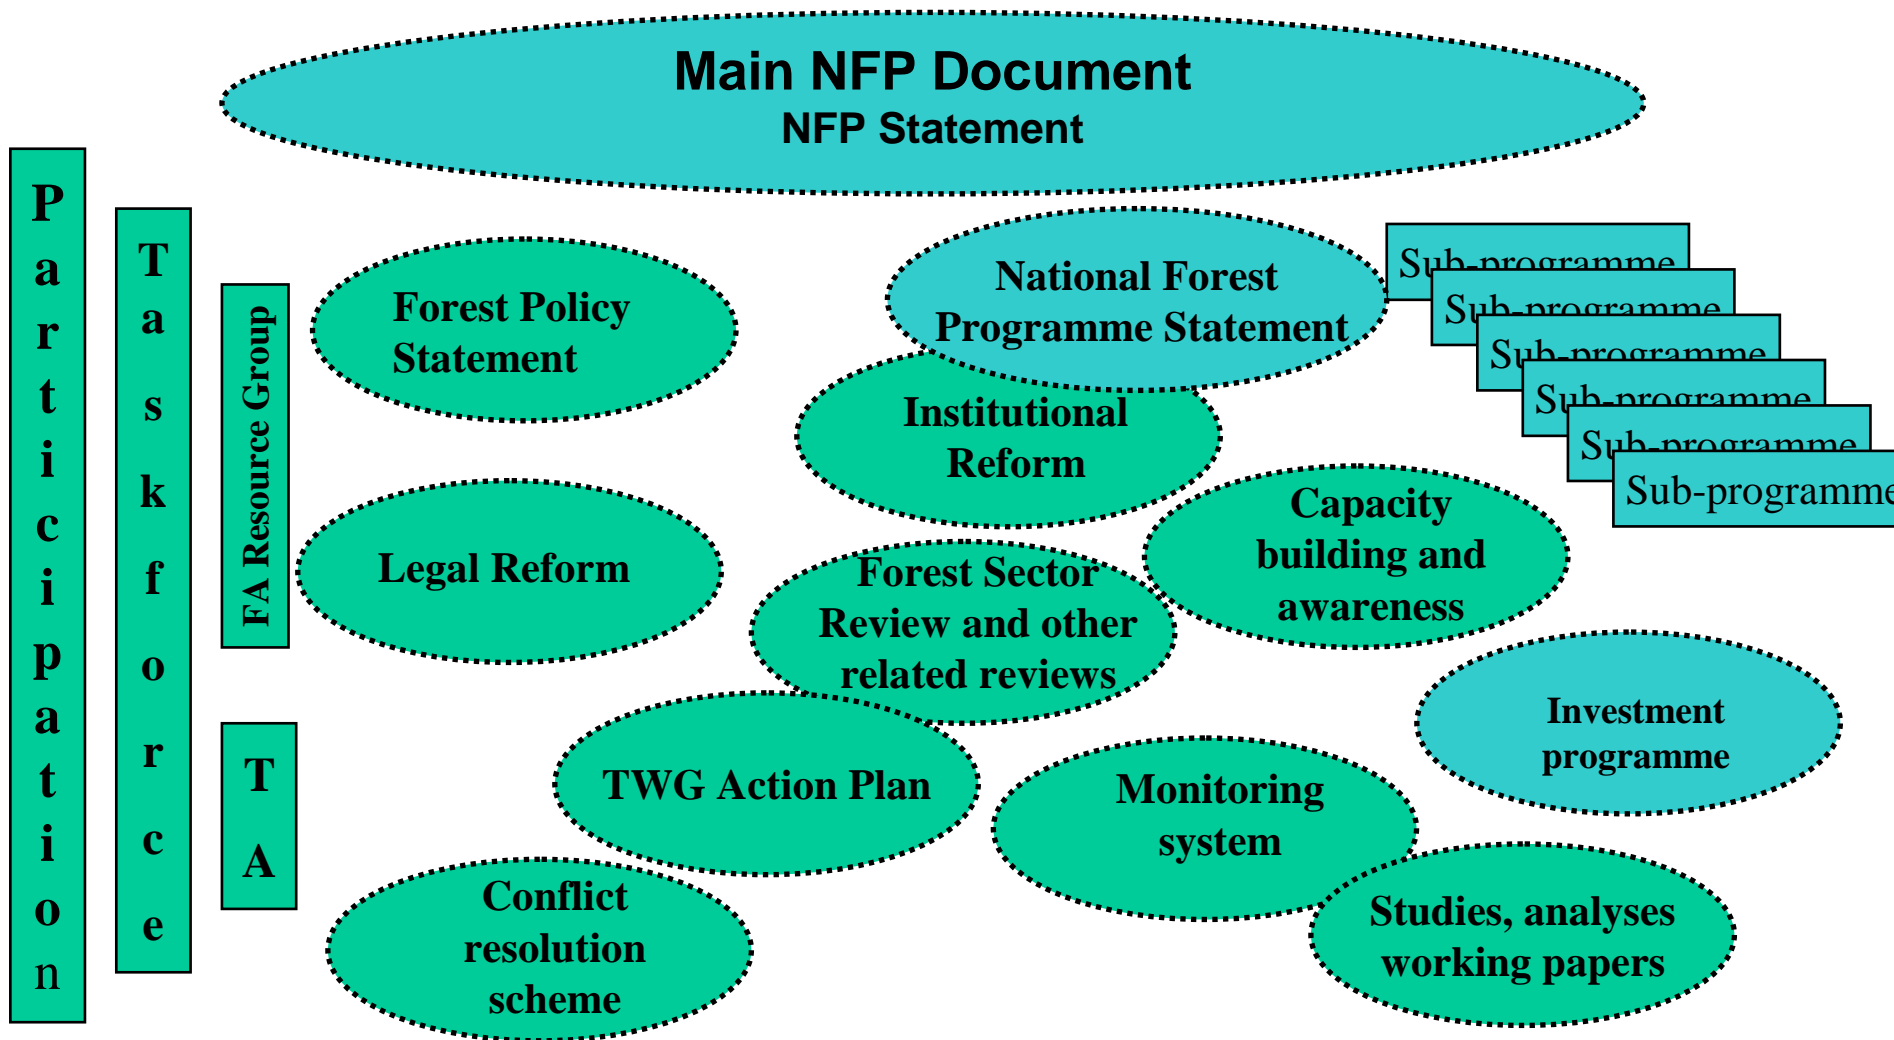 Main NFP Document
NFP Statement
Participation
Taskforce
FA Resource Group
T
A
Forest Policy
Statement
National Forest
Programme Statement
Sub-programme
Sub-programme
Sub-programme
Sub-programme
Sub-programme
Sub-programme
Institutional
Reform
Legal Reform
Capacity
building and
awareness
Forest Sector
Review and other
related reviews
Investment
programme
TWG Action Plan
Monitoring
system
Conflict
resolution
scheme
Studies, analyses
working papers